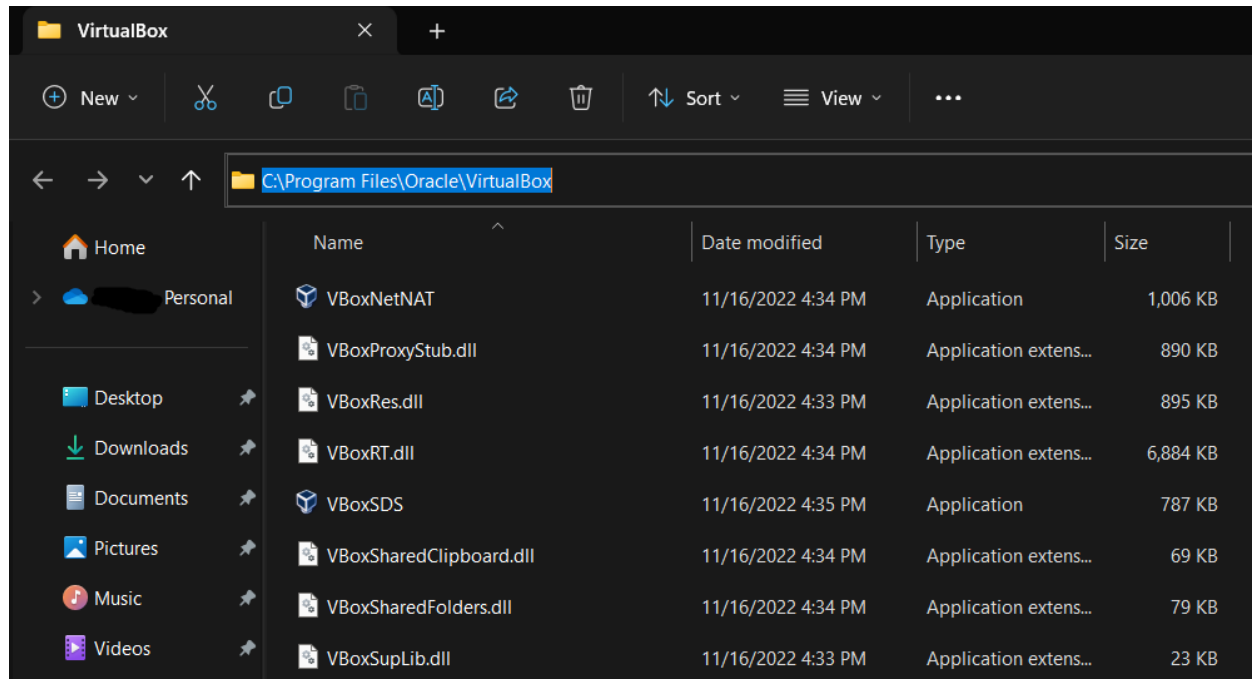 VirtualBox
New
Sort
View
C:\Program Files\Oracle\VirtualBox
Home
Personal
Desktop
Downloads
Documents
Pictures
Music
Videos
Name Date modified Type Size
VBoxNetNAT 11/16/2022 4:34 PM Application 1,006 KB
VBoxProxyStub.dll 11/16/2022 4:34 PM Application extens... 890 KB
VBoxRes.dll 11/16/2022 4:33 PM Application extens... 895 KB
VBoxRT.dll 11/16/2022 4:34 PM Application extens... 6,884 KB
VBoxSDS 11/16/2022 4:35 PM Application 787 KB
VBoxSharedClipboard.dll 11/16/2022 4:34 PM Application extens... 69 KB
VBoxSharedFolders.dll 11/16/2022 4:34 PM Application extens... 79 KB
VBoxSupLib.dll 11/16/2022 4:33 PM Application extens... 23 KB